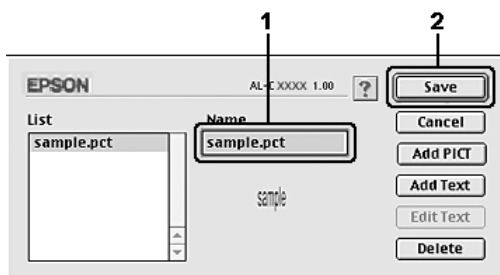 1 2
EPSON AL-C XXXX 1.00 ? Save
List Name Cancel
sample.pct sample.pct Add PICT
sample Add Text
Edit Text
Delete